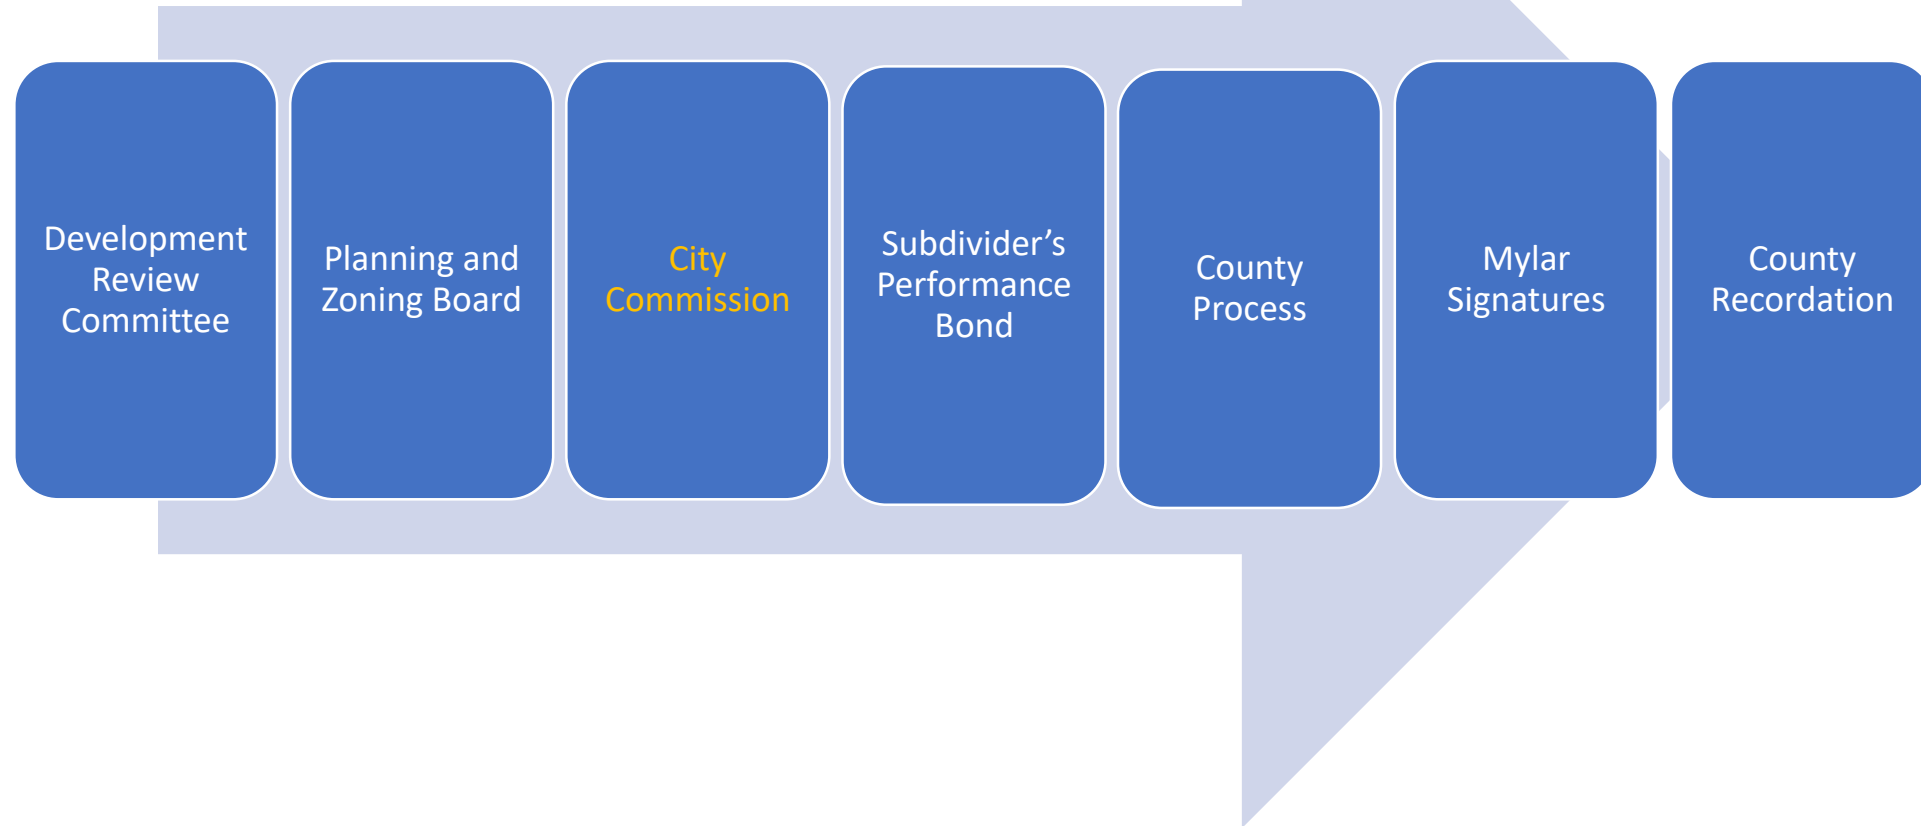 Development
Review
Committee
Planning and
Zoning Board
City
Commission
Subdivider’s
Performance
Bond
County
Process
Mylar
Signatures
County
Recordation